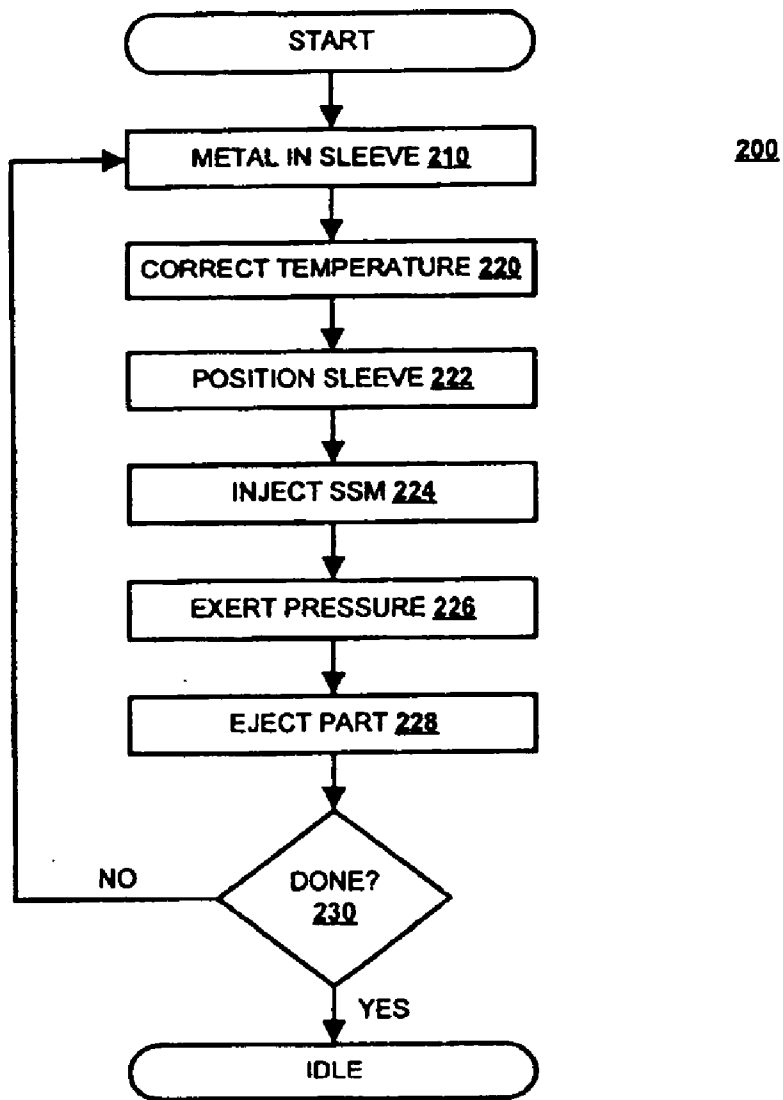 START
METAL IN SLEEVE 210
200
CORRECT TEMPERATURE 220
POSITION SLEEVE 222
INJECT SSM 224
EXERT PRESSURE 226
EJECT PART 228
NO
DONE?
230
YES
IDLE